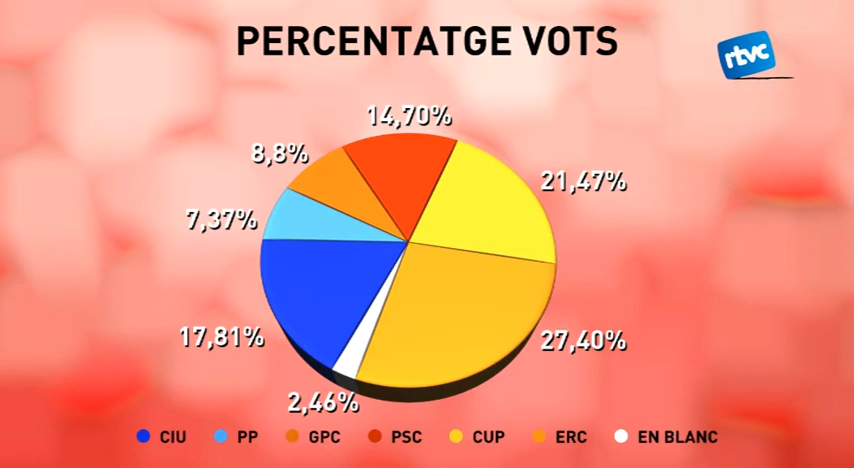 PERCENTATGE VOTS
rtvc
14,70%
8,8%
21,47%
7,37%
17,81%
27,40%
2,46%
CIU PP GPC PSC CUP ERC EN BLANC